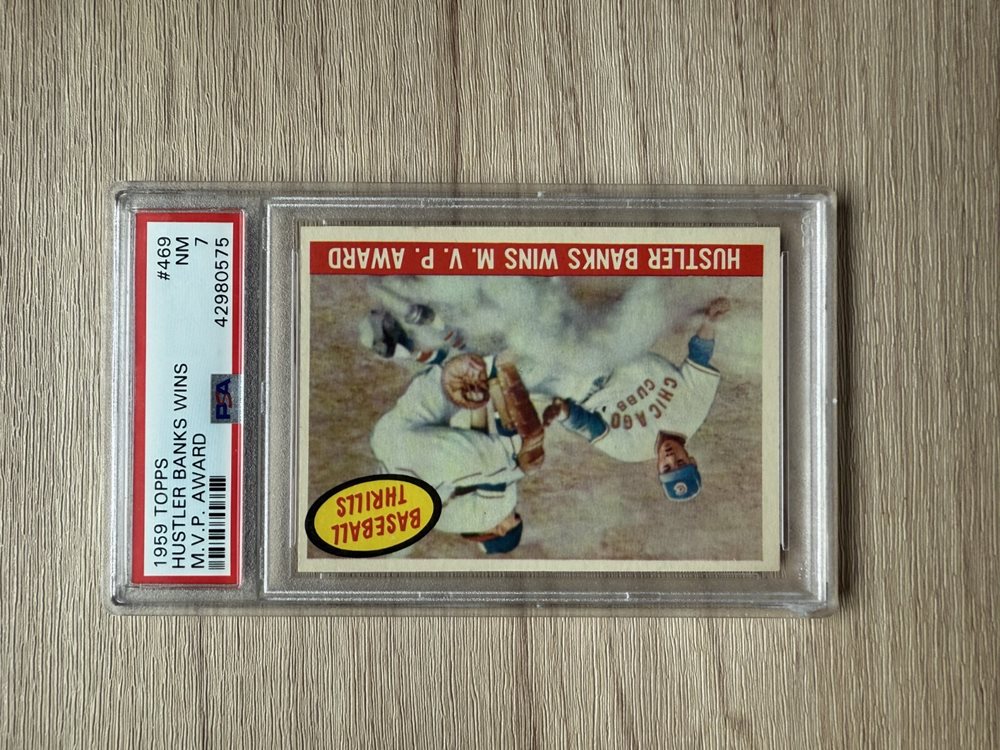 1959 TOPPS
#469
HUSTLER BANKS WINS
NM
M.V.P. AWARD
7
PSA
42980575
HUSTLER BANKS WINS M. V. P. AWARD
CHICAGO
CUBS
BASEBALL
THRILLS